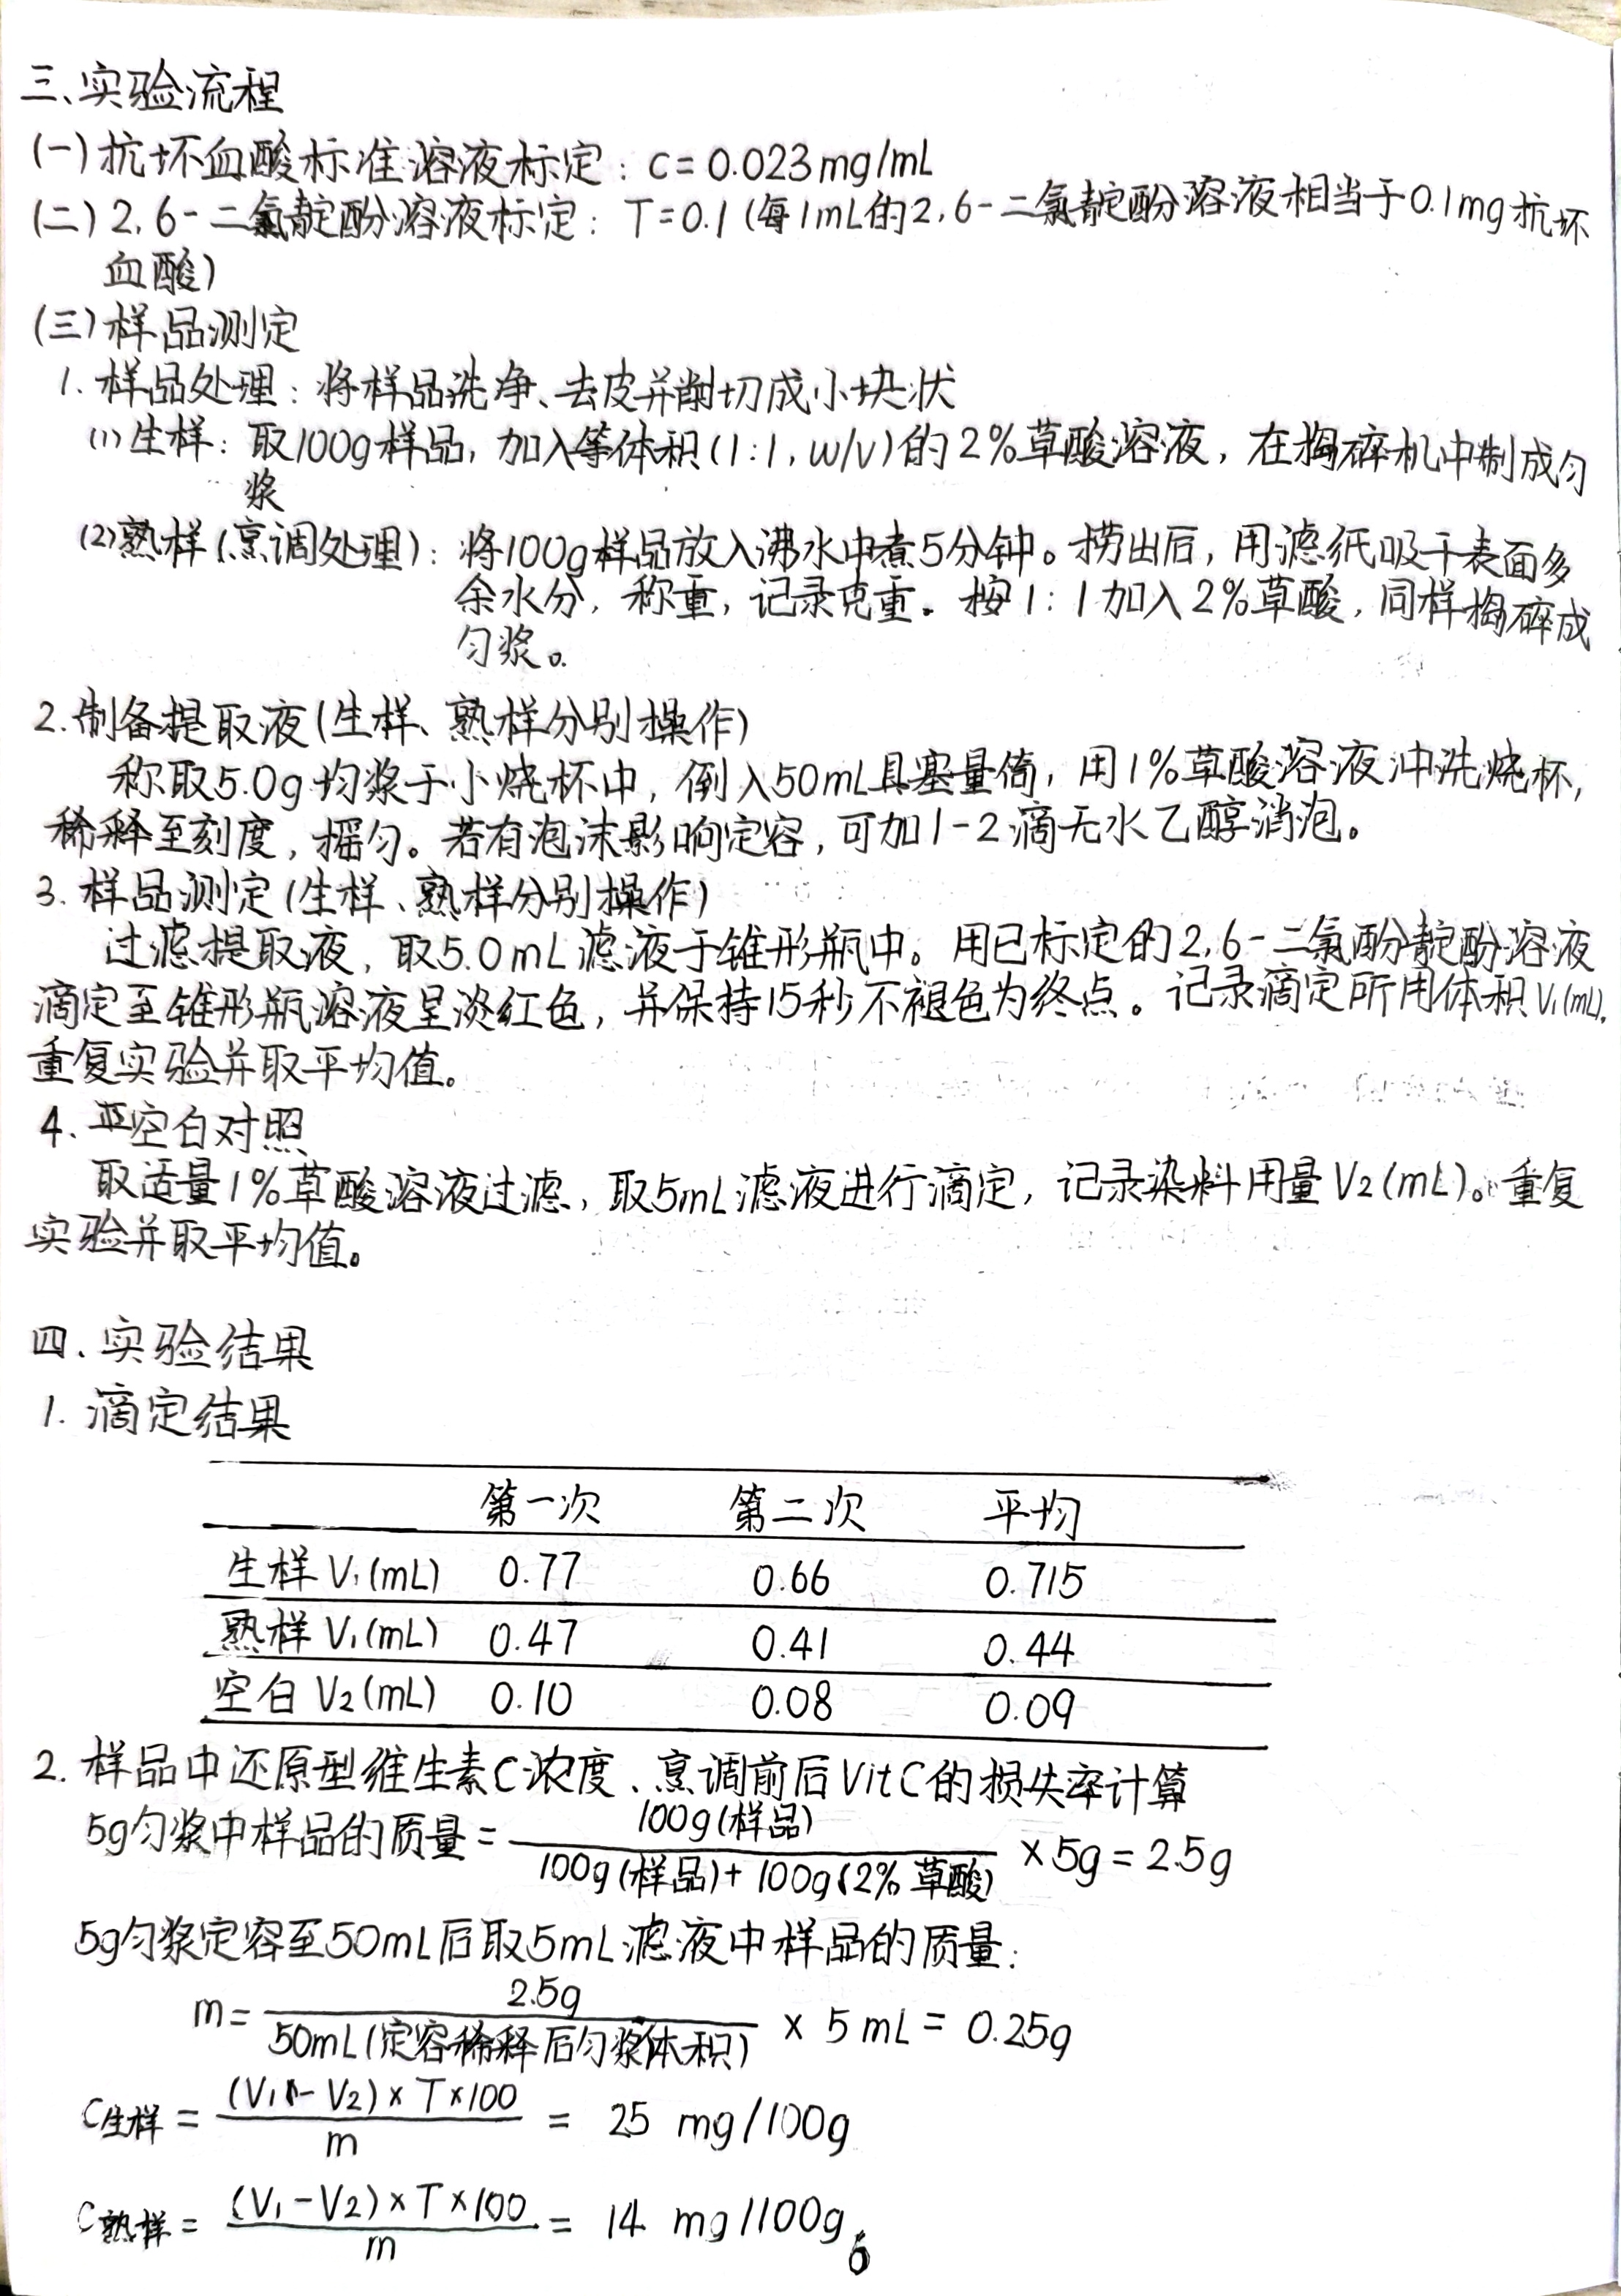 三、实验流程
(一)抗坏血酸标准溶液标定：c=0.023mg/mL
(二)2,6-二氯靛酚溶液标定：T=0.1(每1mL的2,6-二氯靛酚溶液相当于0.1mg抗坏
血酸)
(三)样品测定
1.样品处理：将样品洗净、去皮并削切成小块状
(1)生样：取100g样品,加入等体积(1:1,w/v)的2%草酸溶液,在捣碎机中制成匀
浆
(2)熟样(烹调处理)：将100g样品放入沸水中煮5分钟。捞出后,用滤纸吸干表面多
余水分,称重,记录克重。按1:1加入2%草酸,同样捣碎成
匀浆。
2.制备提取液(生样、熟样分别操作)
称取5.0g均浆于小烧杯中,倒入50mL具塞量筒,用1%草酸溶液冲洗烧杯,
稀释至刻度,摇匀。若有泡沫影响定容,可加1-2滴无水乙醇消泡。
3.样品测定(生样、熟样分别操作)
过滤提取液,取5.0mL滤液于锥形瓶中。用已标定的2,6-二氯酚靛酚溶液
滴定至锥形瓶溶液呈淡红色,并保持15秒不褪色为终点。记录滴定所用体积V₁(mL).
重复实验并取平均值。
4.空白对照
取适量1%草酸溶液过滤,取5mL滤液进行滴定,记录染料用量V2(mL)。重复
实验并取平均值。
四.实验结果
1.滴定结果
第一次 第二次 平均
生样V₁(mL) 0.77 0.66 0.715
熟样V₁(mL) 0.47 0.41 0.44
空白V2(mL) 0.10 0.08 0.09
2.样品中还原型维生素C浓度、烹调前后VitC的损失率计算
5g匀浆中样品的质量= 100g(样品) / 100g(样品)+100g(2%草酸) ×5g=2.5g
5g匀浆定容至50mL后取5mL滤液中样品的质量：
m= 2.5g / 50mL(定容稀释后匀浆体积) × 5mL = 0.25g
C生样 = (V₁-V2)×T×100 / m = 25 mg/100g
C熟样 = (V₁-V2)×T×100 / m = 14 mg/100g.
6